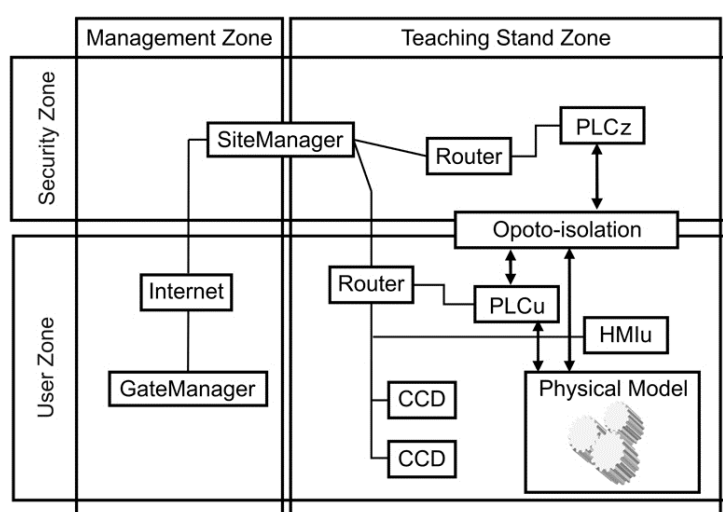 Management Zone
Teaching Stand Zone
Security Zone
SiteManager
Router
PLCz
Opoto-isolation
User Zone
Internet
Router
PLCu
HMIu
GateManager
CCD
CCD
Physical Model